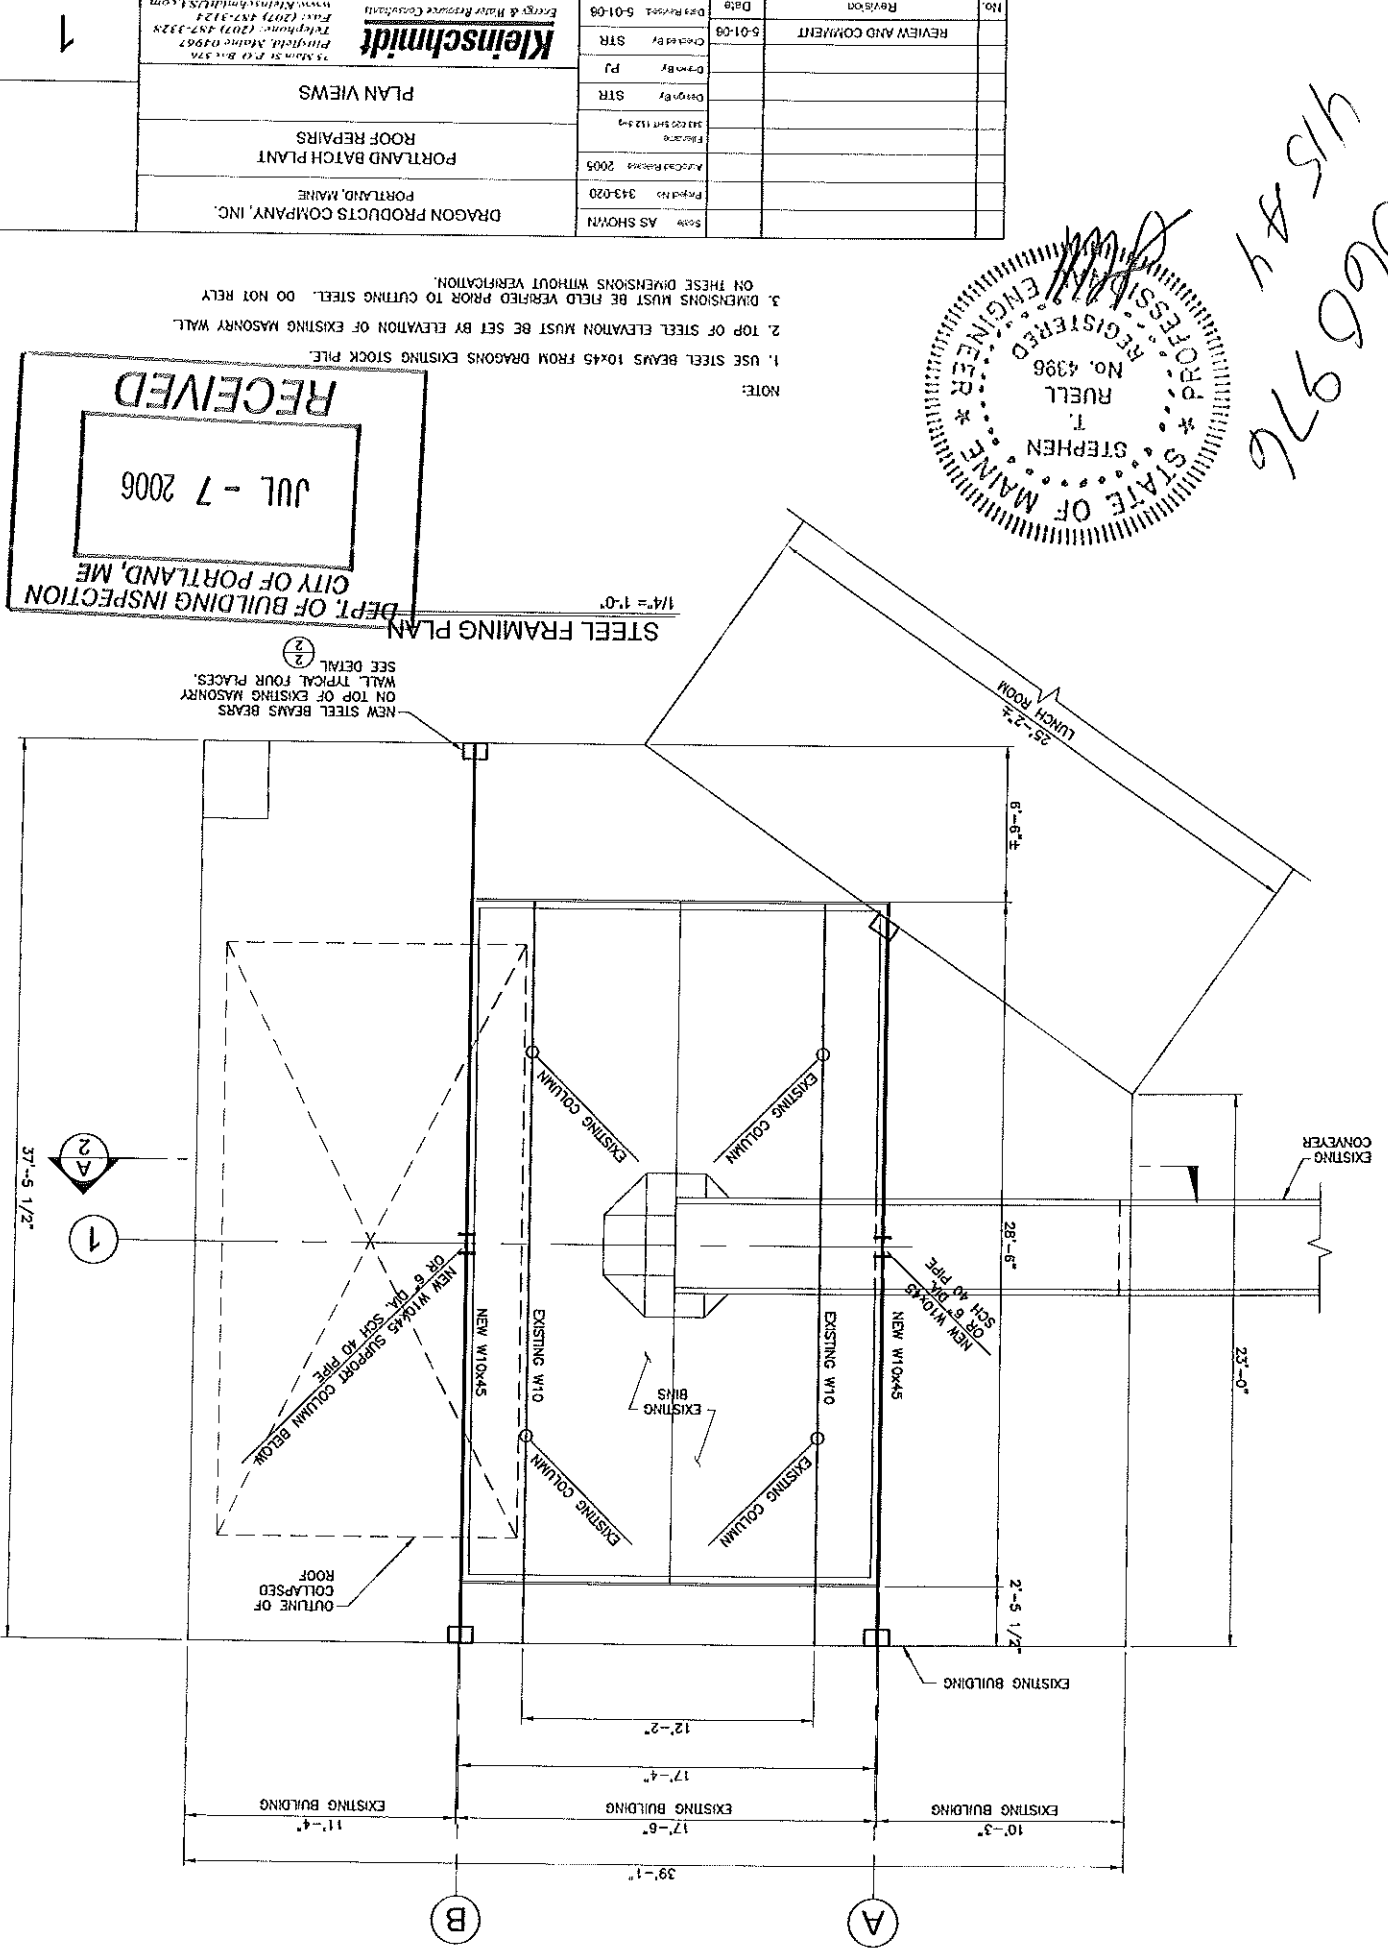 A
B
39'-1"
10'-3"
EXISTING BUILDING
17'-6"
EXISTING BUILDING
11'-4"
EXISTING BUILDING
17'-4"
12'-2"
EXISTING BUILDING
2'-5 1/2"
OUTLINE OF
COLLAPSED
ROOF
EXISTING COLUMN
EXISTING COLUMN
EXISTING
BINS
23'-0"
28'-6"
NEW W10x45
EXISTING W10
EXISTING W10
NEW W10x45
NEW W10x45
OR 6" DIA.
SCH 40 PIPE
NEW W10x45 SUPPORT COLUMN BELOW
OR 6" DIA. SCH 40 PIPE
1
A
2
37'-5 1/2"
EXISTING
CONVEYER
EXISTING COLUMN
EXISTING COLUMN
6'-6"±
25'-2"±
LUNCH ROOM
NEW STEEL BEAMS BEARS
ON TOP OF EXISTING MASONRY
WALL TYPICAL FOUR PLACES.
SEE DETAIL
2
2
STEEL FRAMING PLAN
1/4"= 1'-0"
DEPT. OF BUILDING INSPECTION
CITY OF PORTLAND, ME
JUL - 7 2006
RECEIVED
STATE OF MAINE
STEPHEN
T.
RUELL
No. 4396
REGISTERED
PROFESSIONAL ENGINEER
NOTE:
1. USE STEEL BEAMS 10x45 FROM DRAGONS EXISTING STOCK PILE.
2. TOP OF STEEL ELEVATION MUST BE SET BY ELEVATION OF EXISTING MASONRY WALL
3. DIMENSIONS MUST BE FIELD VERIFIED PRIOR TO CUTTING STEEL. DO NOT RELY
ON THESE DIMENSIONS WITHOUT VERIFICATION.
Scale AS SHOWN
Project No 343-020
AutoCad Release 2005
Filename
Design By STR
Drawn By PJ
Checked By STR
Date Revised 5-01-06
DRAGON PRODUCTS COMPANY, INC.
PORTLAND, MAINE
PORTLAND BATCH PLANT
ROOF REPAIRS
PLAN VIEWS
Kleinschmidt
Energy & Water Resource Consultants
75 Main St P.O. Box 576
Pittsfield, Maine 04967
Telephone: (207) 487-3328
Fax: (207) 487-3124
www.KleinschmidtUSA.com
1
REVIEW AND COMMENT 5-01-06
No. Revision Date